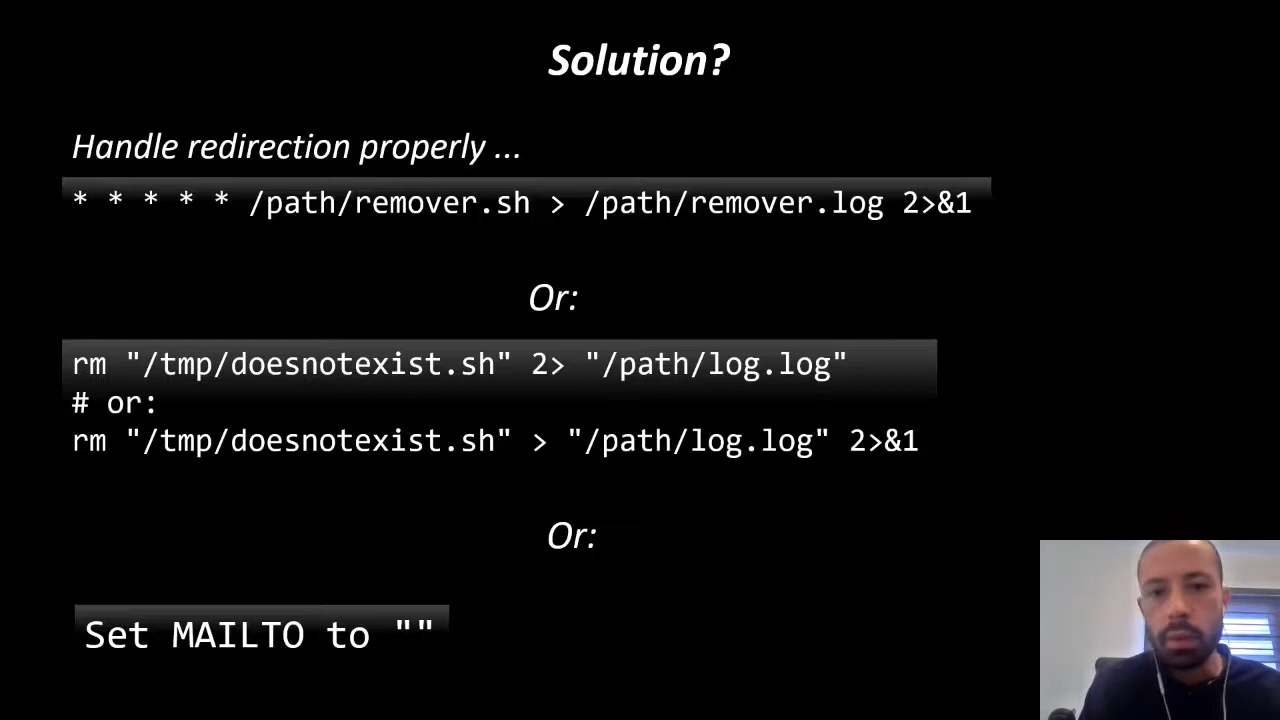 Solution?
Handle redirection properly ...
* * * * * /path/remover.sh > /path/remover.log 2>&1
Or:
rm "/tmp/doesnotexist.sh" 2> "/path/log.log"
# or:
rm "/tmp/doesnotexist.sh" > "/path/log.log" 2>&1
Or:
Set MAILTO to ""